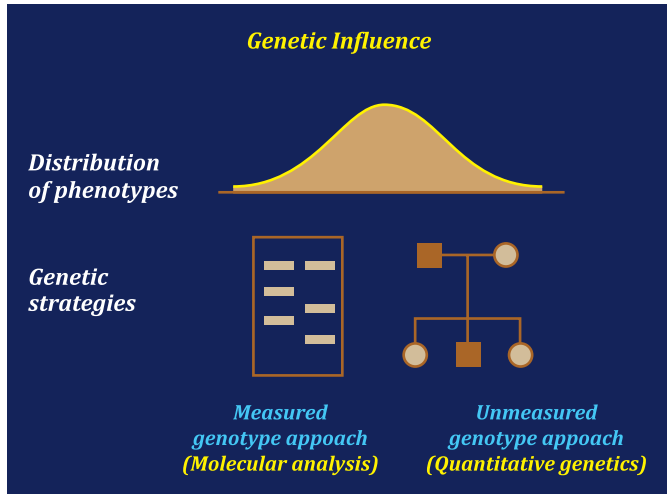 Genetic Influence
Distribution
of phenotypes
Genetic
strategies
Measured
genotype appoach
(Molecular analysis)
Unmeasured
genotype appoach
(Quantitative genetics)